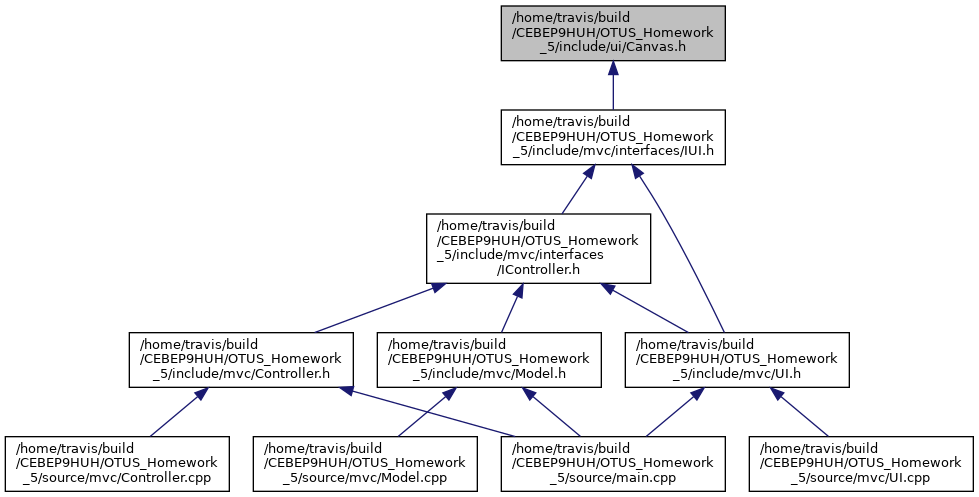 /home/travis/build
/CEBEP9HUH/OTUS_Homework
_5/include/ui/Canvas.h
/home/travis/build
/CEBEP9HUH/OTUS_Homework
_5/include/mvc/interfaces/IUI.h
/home/travis/build
/CEBEP9HUH/OTUS_Homework
_5/include/mvc/interfaces
/IController.h
/home/travis/build
/CEBEP9HUH/OTUS_Homework
_5/include/mvc/Controller.h
/home/travis/build
/CEBEP9HUH/OTUS_Homework
_5/include/mvc/Model.h
/home/travis/build
/CEBEP9HUH/OTUS_Homework
_5/include/mvc/UI.h
/home/travis/build
/CEBEP9HUH/OTUS_Homework
_5/source/mvc/Controller.cpp
/home/travis/build
/CEBEP9HUH/OTUS_Homework
_5/source/mvc/Model.cpp
/home/travis/build
/CEBEP9HUH/OTUS_Homework
_5/source/main.cpp
/home/travis/build
/CEBEP9HUH/OTUS_Homework
_5/source/mvc/UI.cpp